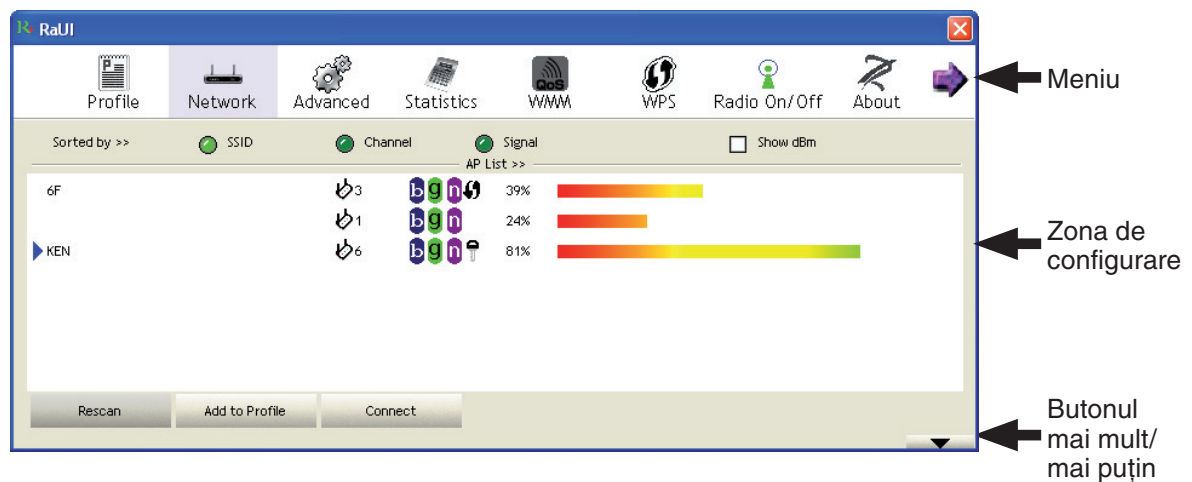 RaUI
Profile Network Advanced Statistics WMM WPS Radio On/Off About
QoS
Meniu
Sorted by >> SSID Channel Signal Show dBm
AP List >>
6F 3 b g n 39%
1 b g n 24%
KEN 6 b g n 81%
Zona de
configurare
Rescan Add to Profile Connect
Butonul
mai mult/
mai puțin